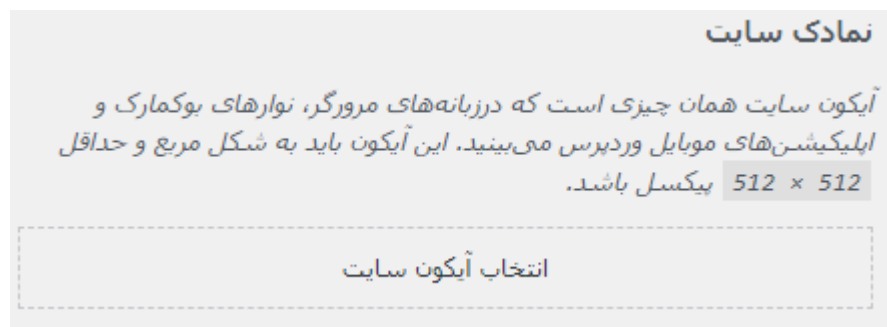 نمادک سایت
آیکون سایت همان چیزی است که درزبانه‌های مرورگر، نوارهای بوکمارک و
اپلیکیشن‌های موبایل وردپرس می‌بینید. این آیکون باید به شکل مربع و حداقل
512 × 512 پیکسل باشد.
انتخاب آیکون سایت